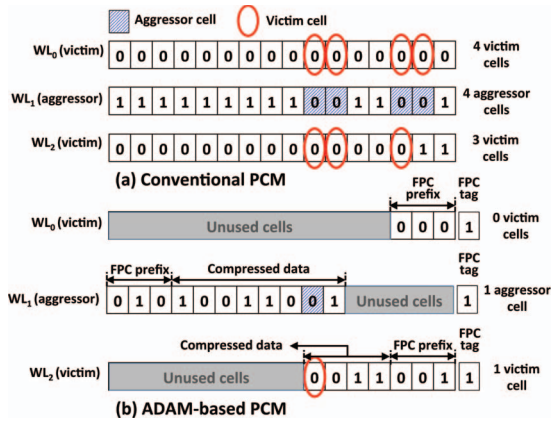 Aggressor cell Victim cell
WL0 (victim) 0 0 0 0 0 0 0 0 0 0 0 0 0 0 0 0 4 victim cells
WL1 (aggressor) 1 1 1 1 1 1 1 1 1 0 0 1 1 0 0 1 4 aggressor cells
WL2 (victim) 0 0 0 0 0 0 0 0 0 0 0 0 0 0 1 1 3 victim cells
(a) Conventional PCM
FPC prefix FPC tag
WL0 (victim) Unused cells 0 0 0 1 0 victim cells
FPC prefix Compressed data FPC tag
WL1 (aggressor) 0 1 0 1 0 0 1 1 0 0 1 Unused cells 1 1 aggressor cell
Compressed data FPC prefix FPC tag
WL2 (victim) Unused cells 0 0 1 1 0 0 1 1 1 victim cell
(b) ADAM-based PCM